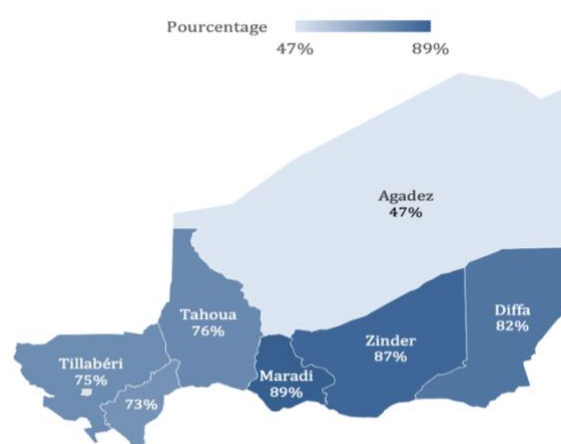 Pourcentage
47% 89%
Agadez
47%
Diffa
82%
Tahoua
76%
Zinder
87%
Tillabéri
75%
Maradi
89%
73%